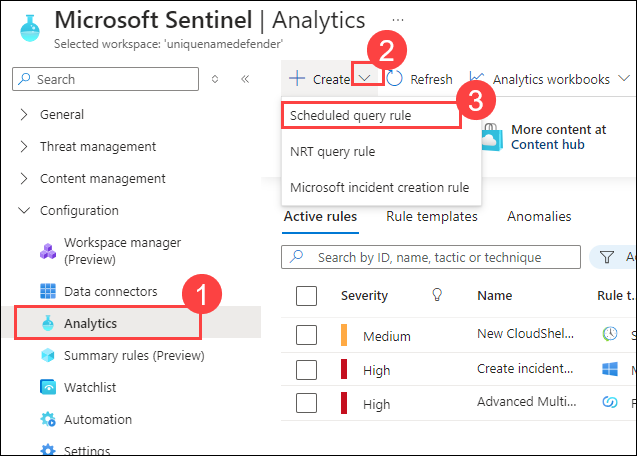 Microsoft Sentinel | Analytics ...
Selected workspace: 'uniquenamedefender'
Search
General
Threat management
Content management
Configuration
Workspace manager
(Preview)
Data connectors
Analytics
Summary rules (Preview)
Watchlist
Automation
Settings
1
2
3
Create
Refresh
Analytics workbooks
Scheduled query rule
NRT query rule
Microsoft incident creation rule
More content at
Content hub
Active rules Rule templates Anomalies
Search by ID, name, tactic or technique
Severity Name Rule t...
Medium New CloudShel...
High Create inciden...
High Advanced Multi...